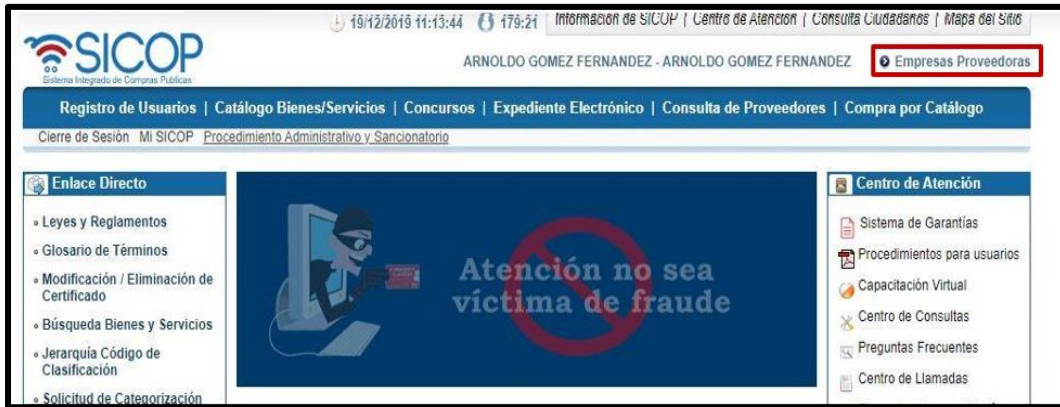 19/12/2019 11:13:44 179:21 Información de SICOP | Centro de Atención | Consulta Ciudadanos | Mapa del Sitio
SICOP
Sistema Integrado de Compras Públicas
ARNOLDO GOMEZ FERNANDEZ - ARNOLDO GOMEZ FERNANDEZ Empresas Proveedoras
Registro de Usuarios | Catálogo Bienes/Servicios | Concursos | Expediente Electrónico | Consulta de Proveedores | Compra por Catálogo
Cierre de Sesión Mi SICOP Procedimiento Administrativo y Sancionatorio
Enlace Directo
Leyes y Reglamentos
Glosario de Términos
Modificación / Eliminación de
Certificado
Búsqueda Bienes y Servicios
Jerarquía Código de
Clasificación
Solicitud de Categorización
Atención no sea
víctima de fraude
Centro de Atención
Sistema de Garantías
Procedimientos para usuarios
Capacitación Virtual
Centro de Consultas
Preguntas Frecuentes
Centro de Llamadas